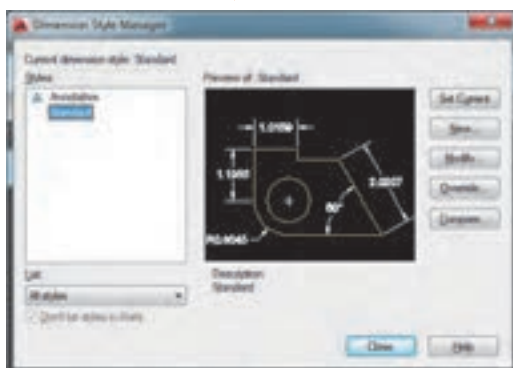 Dimension Style Manager
Current dimension style: Standard
Styles:
Annotative
Standard
Preview of: Standard
1.0159
1.1955
2.0207
60°
Set Current
New...
Modify...
Override...
Compare...
List:
All styles
Don't list styles in Xrefs
Description
Standard
Close
Help